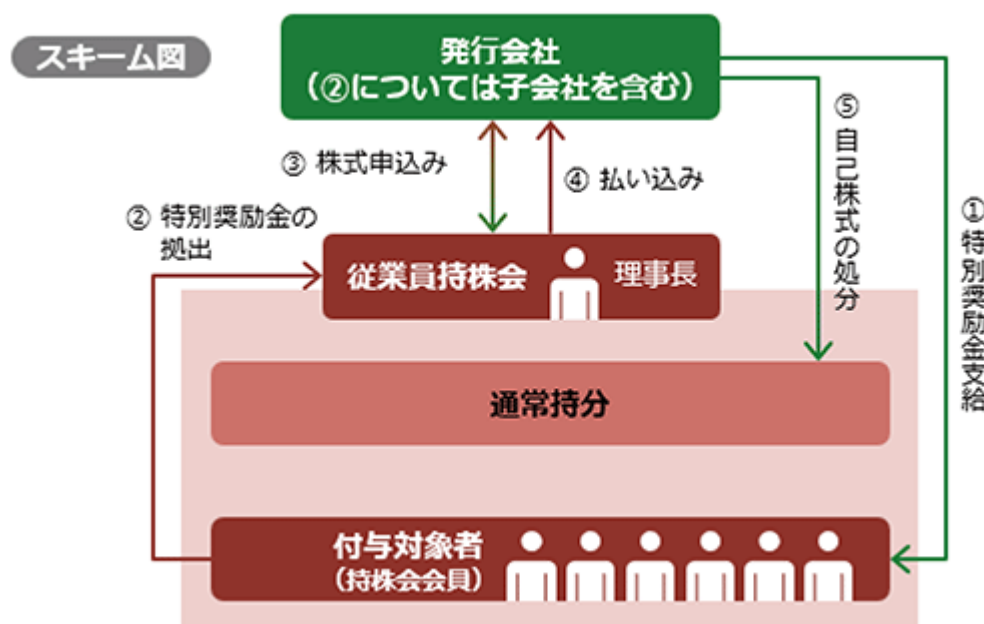 スキーム図
発行会社
(②については子会社を含む)
③ 株式申込み
④ 払い込み
⑤自己株式の処分
①特別奨励金支給
② 特別奨励金の
拠出
従業員持株会
理事長
通常持分
付与対象者
(持株会会員)